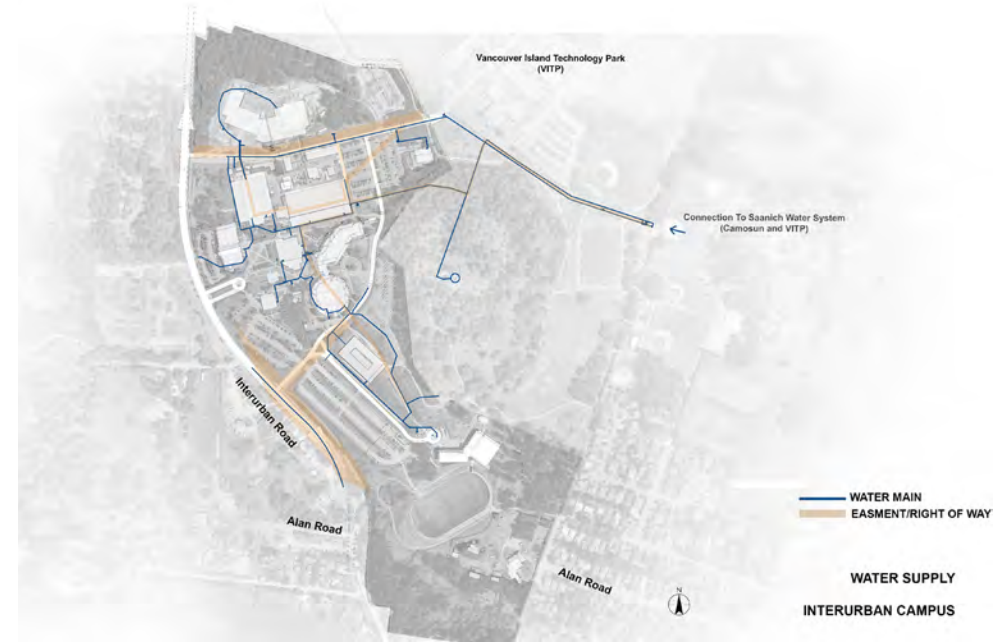 Vancouver Island Technology Park
(VITP)
Connection To Saanich Water System
(Camosun and VITP)
Interurban Road
Alan Road
Alan Road
WATER MAIN
EASMENT/RIGHT OF WAY
N
WATER SUPPLY
INTERURBAN CAMPUS